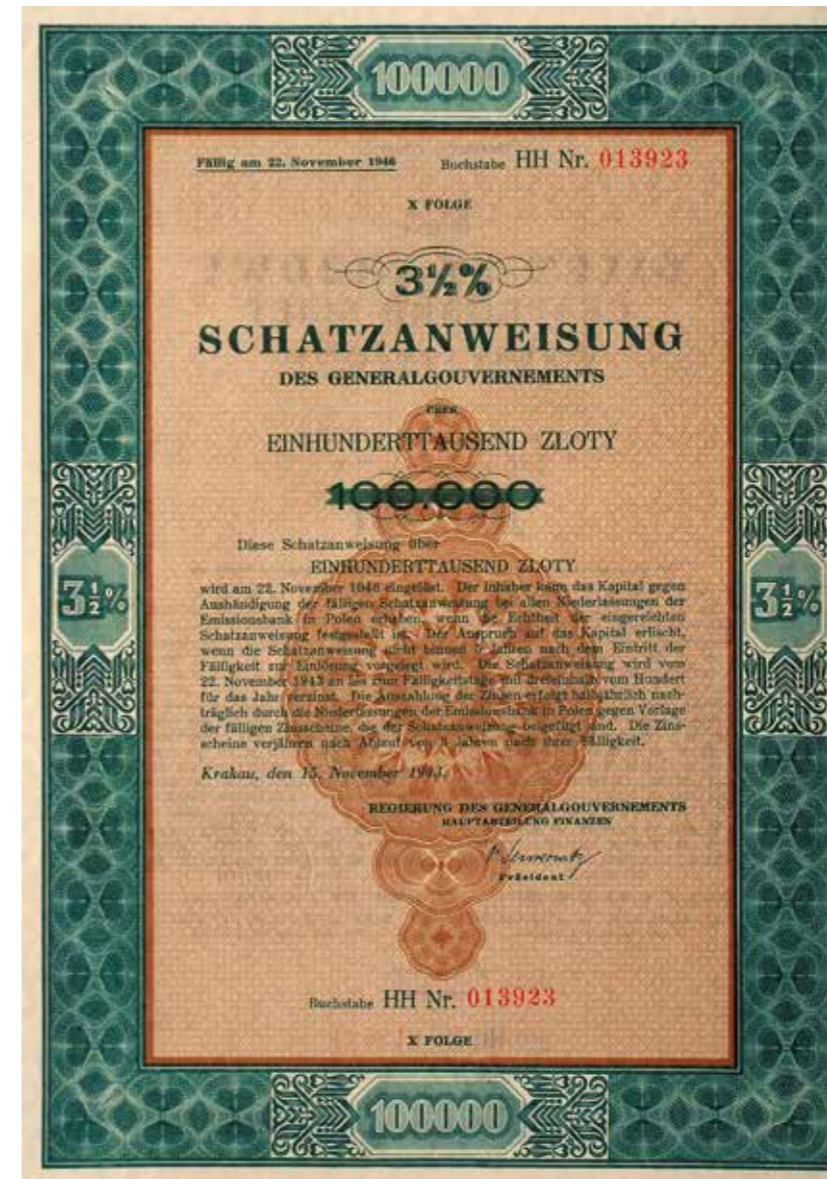 100000
Fällig am 22. November 1946
Buchstabe HH Nr. 013923
X FOLGE
3½%
SCHATZANWEISUNG
DES GENERALGOUVERNEMENTS
ÜBER
EINHUNDERTTAUSEND ZLOTY
100.000
Diese Schatzanweisung über
EINHUNDERTTAUSEND ZLOTY
wird am 22. November 1946 eingelöst. Der Inhaber kann das Kapital gegen
Aushändigung der fälligen Schatzanweisung bei allen Niederlassungen der
Emissionsbank in Polen erheben, wenn die Echtheit der eingereichten
Schatzanweisung festgestellt ist. Der Anspruch auf das Kapital erlischt,
wenn die Schatzanweisung nicht binnen 5 Jahren nach dem Eintritt der
Fälligkeit zur Einlösung vorgelegt wird. Die Schatzanweisung wird vom
22. November 1943 an bis zum Fälligkeitstage mit dreieinhalb vom Hundert
für das Jahr verzinst. Die Auszahlung der Zinsen erfolgt halbjährlich nach-
träglich durch die Niederlassungen der Emissionsbank in Polen gegen Vorlage
der fälligen Zinsscheine, die der Schatzanweisung beigefügt sind. Die Zins-
scheine verjähren nach Ablauf von Jahren nach ihrer Fälligkeit.
Krakau, den 15. November 1943.
REGIERUNG DES GENERALGOUVERNEMENTS
HAUPTABTEILUNG FINANZEN
Präsident
3½%
3½%
Buchstabe HH Nr. 013923
X FOLGE
100000